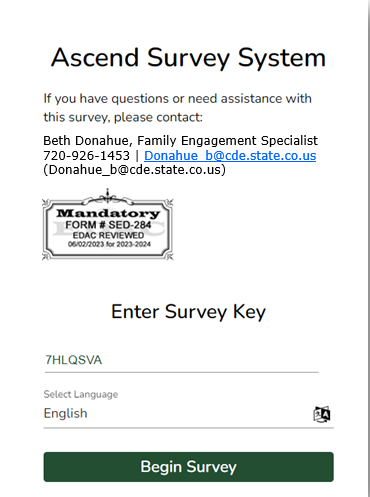 Ascend Survey System
If you have questions or need assistance with
this survey, please contact:
Beth Donahue, Family Engagement Specialist
720-926-1453 | Donahue_b@cde.state.co.us
(Donahue_b@cde.state.co.us)
Mandatory
FORM # SED-284
EDAC REVIEWED
06/02/2023 for 2023-2024
Enter Survey Key
7HLQSVA
Select Language
English
Begin Survey